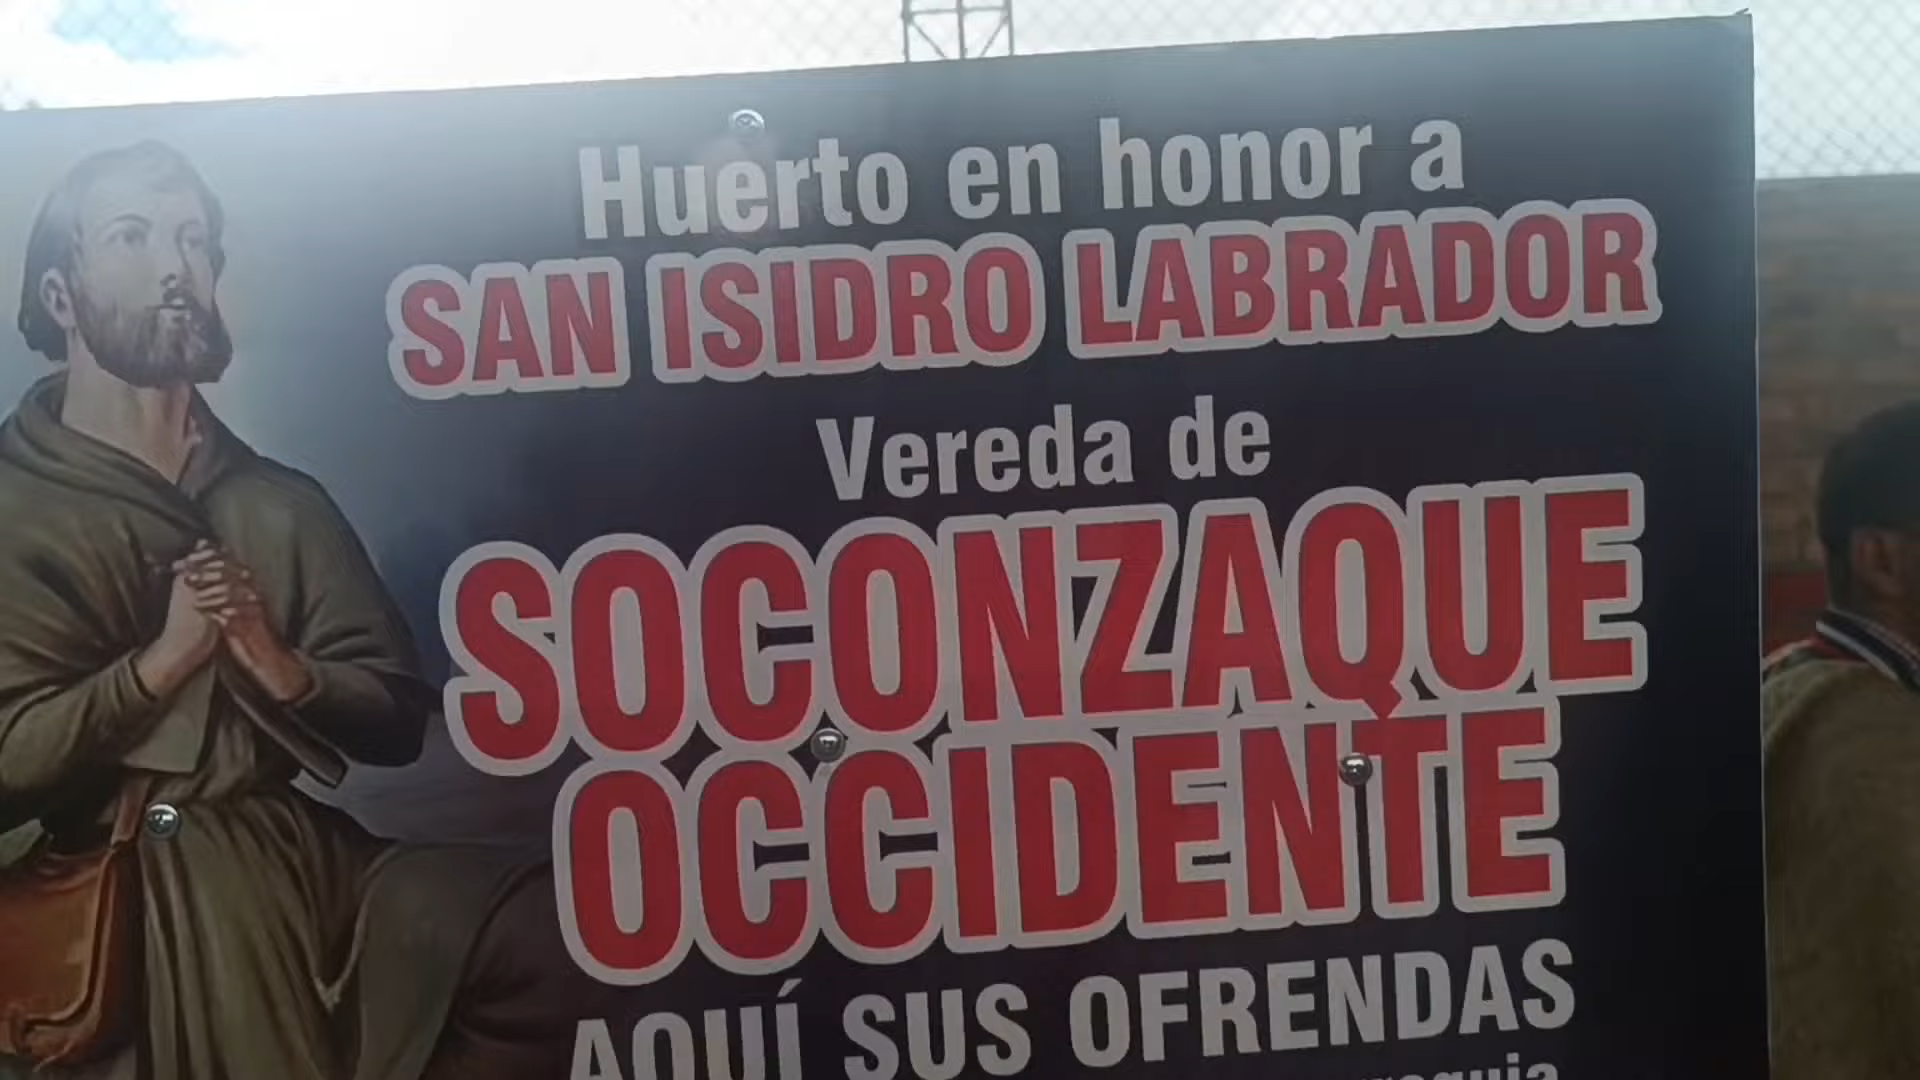 Huerto en honor a
SAN ISIDRO LABRADOR
Vereda de
SOCONZAQUE
OCCIDENTE
AQUÍ SUS OFRENDAS